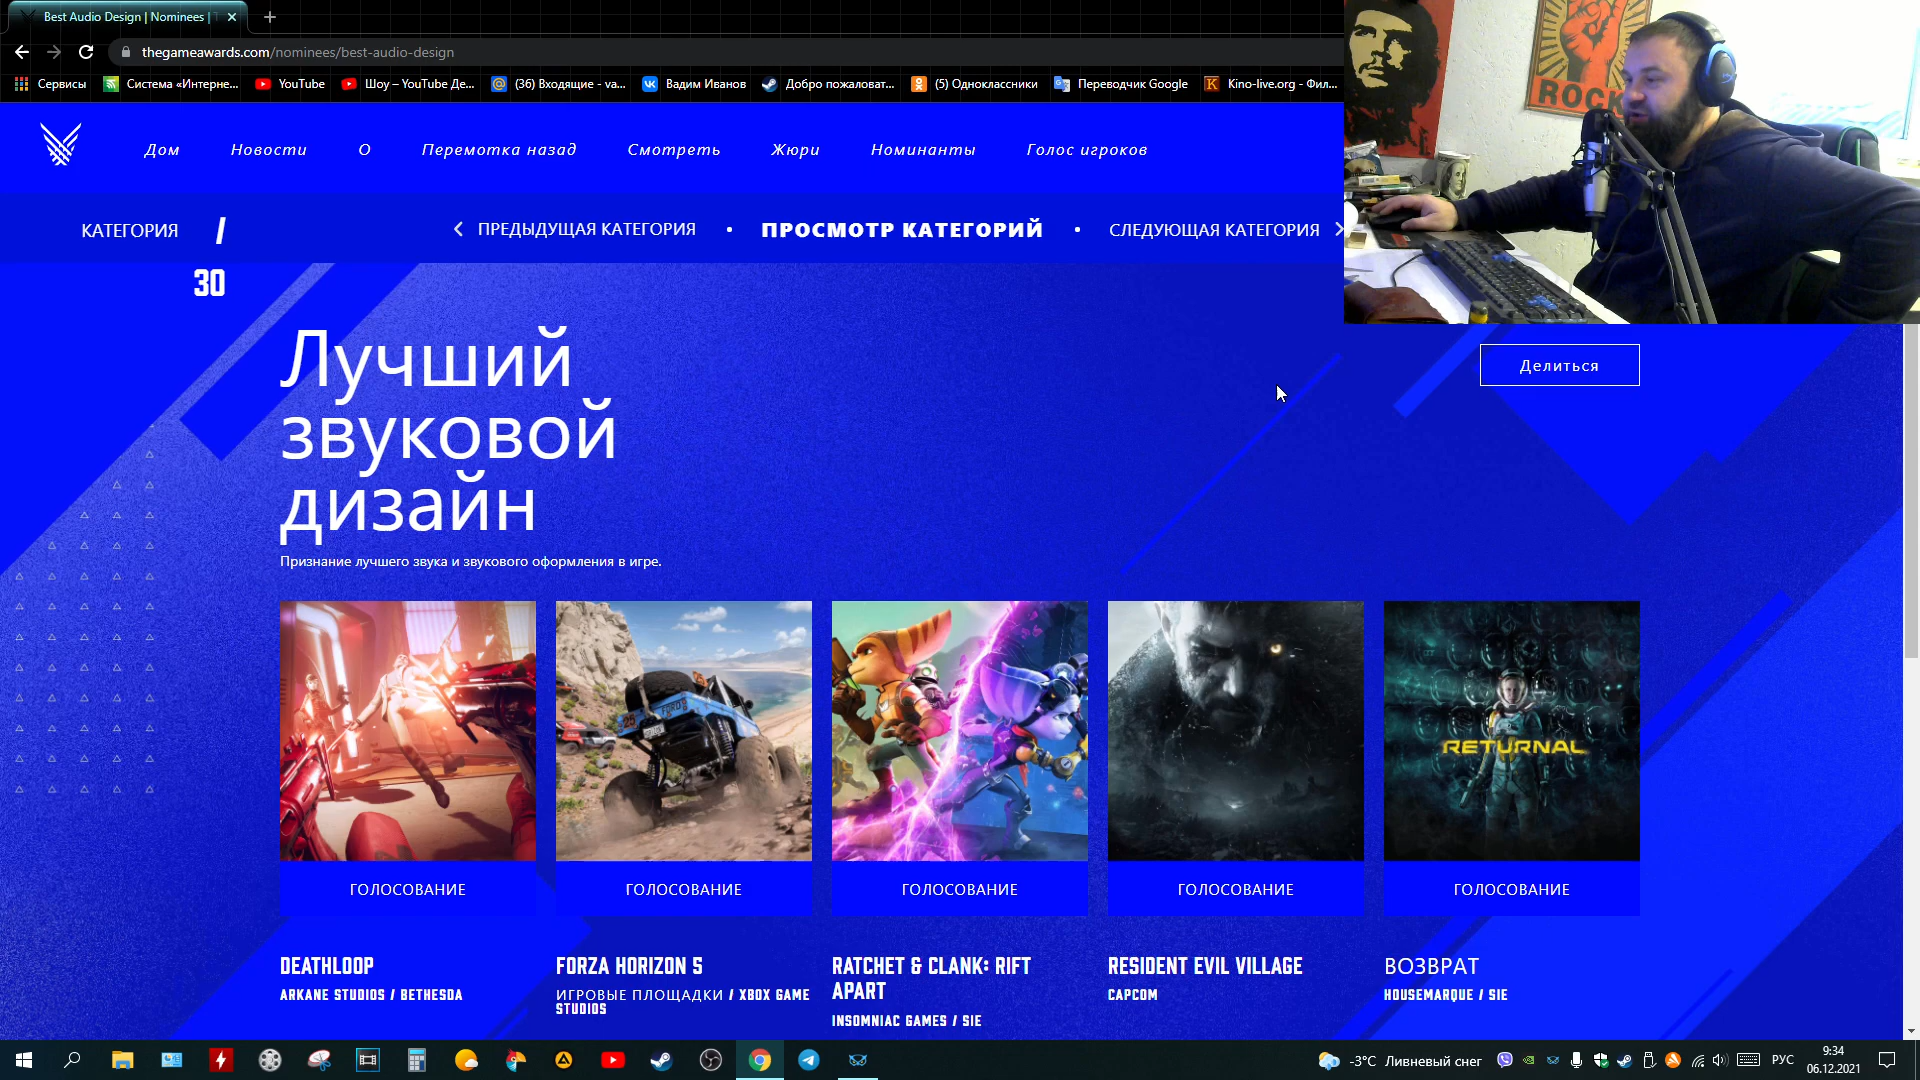 Best Audio Design | Nominees |
thegameawards.com/nominees/best-audio-design
Сервисы
Система «Интерне...
YouTube
Шоу – YouTube Де...
(36) Входящие - va...
Вадим Иванов
Добро пожаловат...
(5) Одноклассники
Переводчик Google
Kino-live.org - Фил...
ROCK
Дом
Новости
О
Перемотка назад
Смотреть
Жюри
Номинанты
Голос игроков
КАТЕГОРИЯ
/
30
ПРЕДЫДУЩАЯ КАТЕГОРИЯ
ПРОСМОТР КАТЕГОРИЙ
СЛЕДУЮЩАЯ КАТЕГОРИЯ
Делиться
Лучший
звуковой
дизайн
Признание лучшего звука и звукового оформления в игре.
25
RETURNAL
ГОЛОСОВАНИЕ
ГОЛОСОВАНИЕ
ГОЛОСОВАНИЕ
ГОЛОСОВАНИЕ
ГОЛОСОВАНИЕ
DEATHLOOP
ARKANE STUDIOS / BETHESDA
FORZA HORIZON 5
ИГРОВЫЕ ПЛОЩАДКИ / XBOX GAME
STUDIOS
RATCHET & CLANK: RIFT
APART
INSOMNIAC GAMES / SIE
RESIDENT EVIL VILLAGE
CAPCOM
ВОЗВРАТ
HOUSEMARQUE / SIE
-3°C Ливневый снег
РУС
9:34
06.12.2021